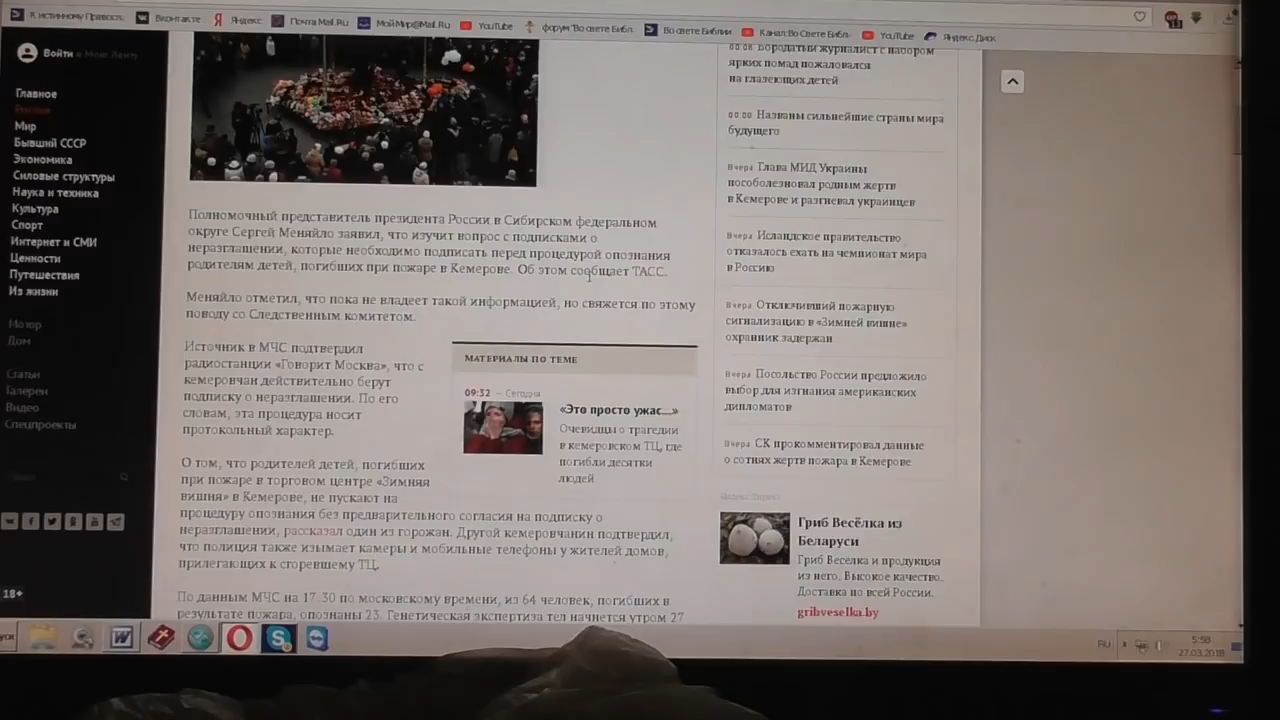 К истинному Правосл
Вконтакте
Яндекс
Почта Mail.Ru
Мой Мир@Mail.Ru
YouTube
форум "Во свете Библ
Во свете Библии
Канал: Во Свете Библ
YouTube
Яндекс.Диск
Войти в Мою Ленту
Главное
Россия
Мир
Бывший СССР
Экономика
Силовые структуры
Наука и техника
Культура
Спорт
Интернет и СМИ
Ценности
Путешествия
Из жизни
Мотор
Дом
Статьи
Галереи
Видео
Спецпроекты
18+
Полномочный представитель президента России в Сибирском федеральном
округе Сергей Меняйло заявил, что изучит вопрос с подписками о
неразглашении, которые необходимо подписать перед процедурой опознания
родителям детей, погибших при пожаре в Кемерове. Об этом сообщает ТАСС.
Меняйло отметил, что пока не владеет такой информацией, но свяжется по этому
поводу со Следственным комитетом.
Источник в МЧС подтвердил
радиостанции «Говорит Москва», что с
кемеровчан действительно берут
подписку о неразглашении. По его
словам, эта процедура носит
протокольный характер.
МАТЕРИАЛЫ ПО ТЕМЕ
09:32 — Сегодня
«Это просто ужас...»
Очевидцы о трагедии
в кемеровском ТЦ, где
погибли десятки
людей
О том, что родителей детей, погибших
при пожаре в торговом центре «Зимняя
вишня» в Кемерове, не пускают на
процедуру опознания без предварительного согласия на подписку о
неразглашении, рассказал один из горожан. Другой кемеровчанин подтвердил,
что полиция также изымает камеры и мобильные телефоны у жителей домов,
прилегающих к сгоревшему ТЦ.
По данным МЧС на 17:30 по московскому времени, из 64 человек, погибших в
результате пожара, опознаны 23. Генетическая экспертиза тел начнется утром 27
00:08 Бородатый журналист с набором
ярких помад пожаловался
на глазеющих детей
00:00 Названы сильнейшие страны мира
будущего
Вчера Глава МИД Украины
пособолезновал родным жертв
в Кемерове и разгневал украинцев
Вчера Исландское правительство
отказалось ехать на чемпионат мира
в Россию
Вчера Отключивший пожарную
сигнализацию в «Зимней вишне»
охранник задержан
Вчера Посольство России предложило
выбор для изгнания американских
дипломатов
Вчера СК прокомментировал данные
о сотнях жертв пожара в Кемерове
Яндекс.Директ
Гриб Весёлка из
Беларуси
Гриб Веселка и продукция
из него. Высокое качество.
Доставка по всей России.
gribveselka.by
RU
5:58
27.03.2018